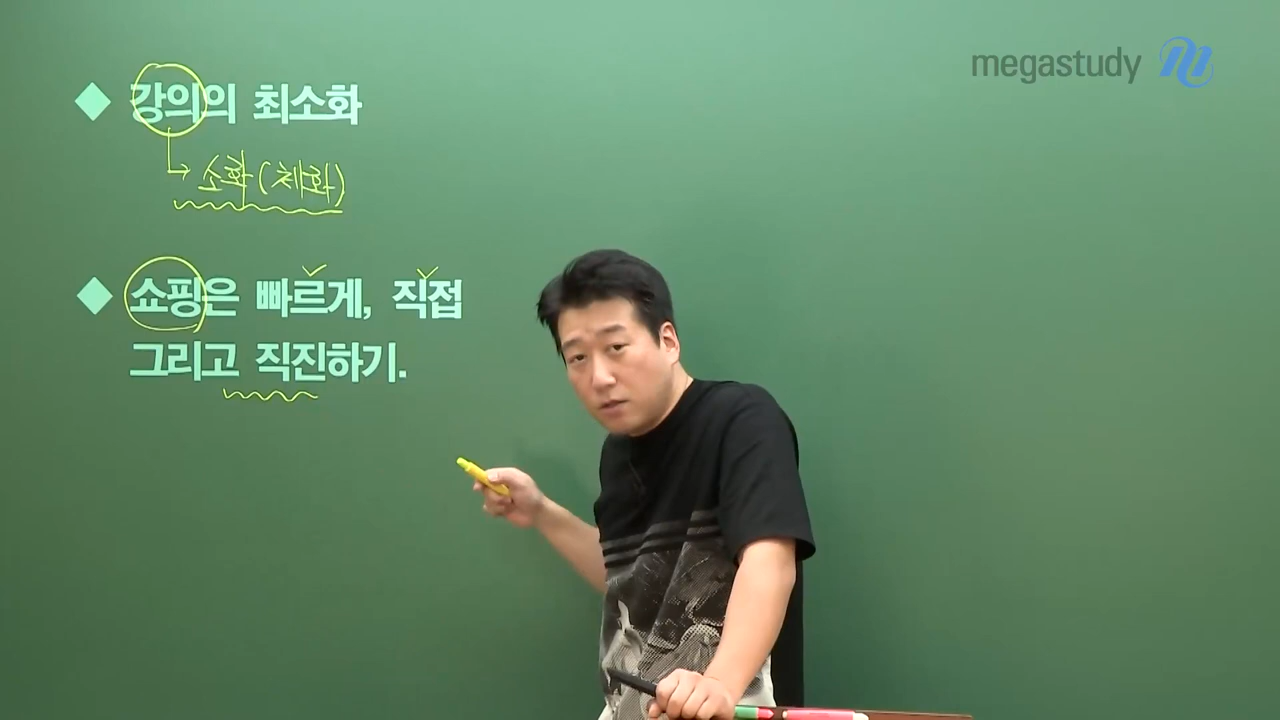 megastudy
◆ 강의의 최소화
소화(체화)
◆ 쇼핑은 빠르게, 직접
그리고 직진하기.